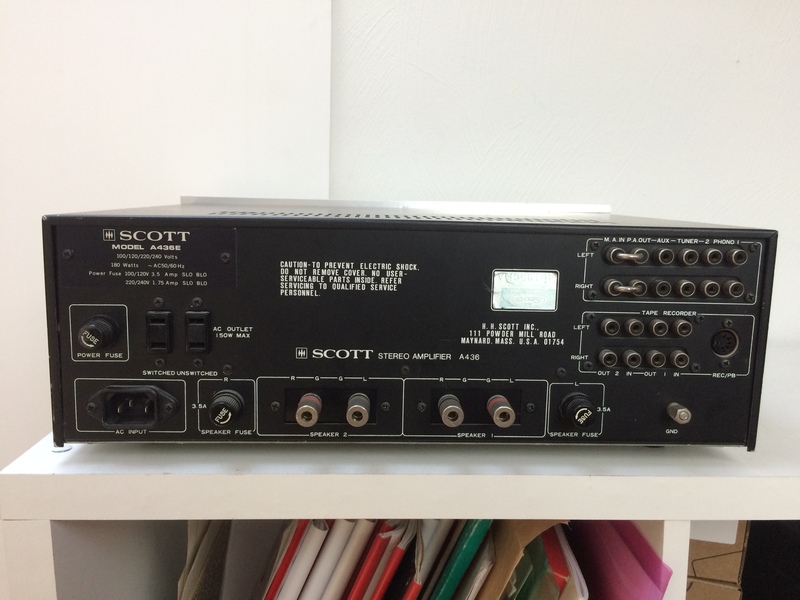 SCOTT
MODEL A436E
100/120/220/240 Volts
180 Watts ~AC50/60Hz
Power Fuse 100/120V 3.5 Amp SLO BLO
220/240V 1.75 Amp SLO BLO
CAUTION-TO PREVENT ELECTRIC SHOCK,
DO NOT REMOVE COVER. NO USER-
SERVICEABLE PARTS INSIDE. REFER
SERVICING TO QUALIFIED SERVICE
PERSONNEL.
H.H. SCOTT INC.,
111 POWDER MILL ROAD
MAYNARD, MASS. U.S.A. 01754
SCOTT STEREO AMPLIFIER A436
M.A.IN P.A.OUT AUX TUNER 2 PHONO 1
LEFT
RIGHT
TAPE RECORDER
LEFT
RIGHT
OUT 2 IN OUT 1 IN REC/PB
FUSE
POWER FUSE
AC OUTLET
150W MAX
SWITCHED UNSWITCHED
AC INPUT
R
3.5A
FUSE
SPEAKER FUSE
R G G L
SPEAKER 2
R G G L
SPEAKER 1
L
3.5A
FUSE
SPEAKER FUSE
GND